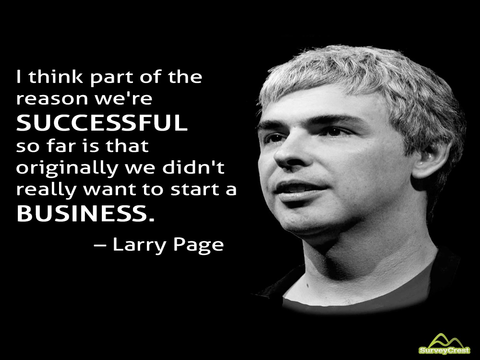 I think part of the
reason we're
SUCCESSFUL
so far is that
originally we didn't
really want to start a
BUSINESS.
– Larry Page
SurveyCrest